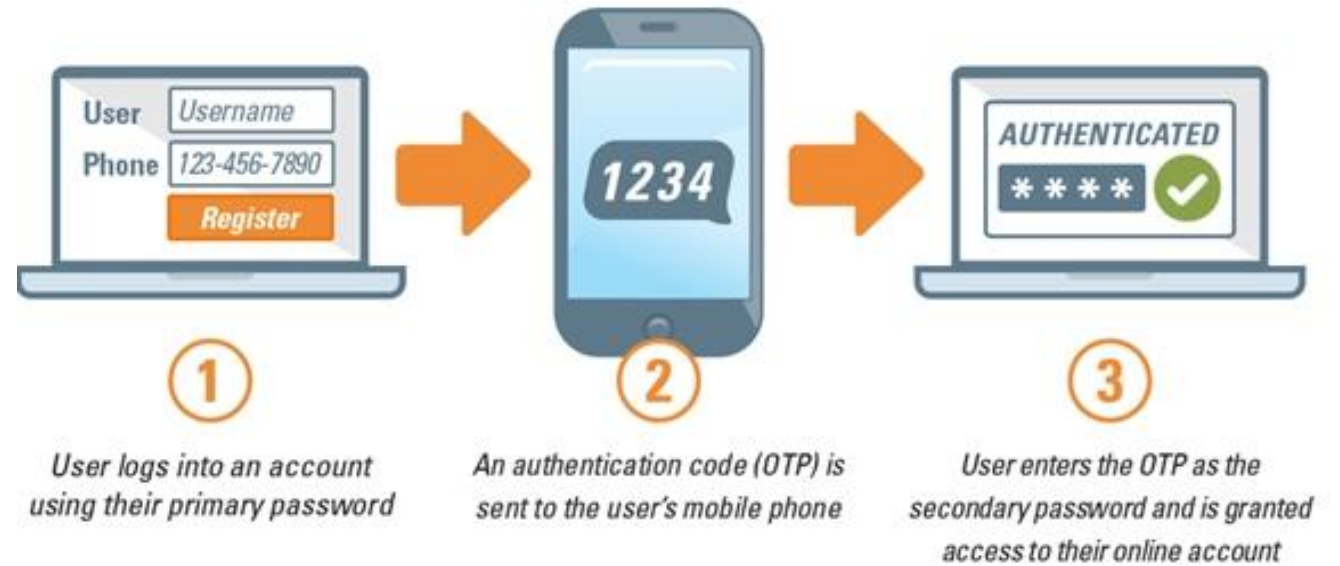 User Username
Phone 123-456-7890
Register
1234
AUTHENTICATED
* * * *
1
User logs into an account
using their primary password
2
An authentication code (OTP) is
sent to the user's mobile phone
3
User enters the OTP as the
secondary password and is granted
access to their online account